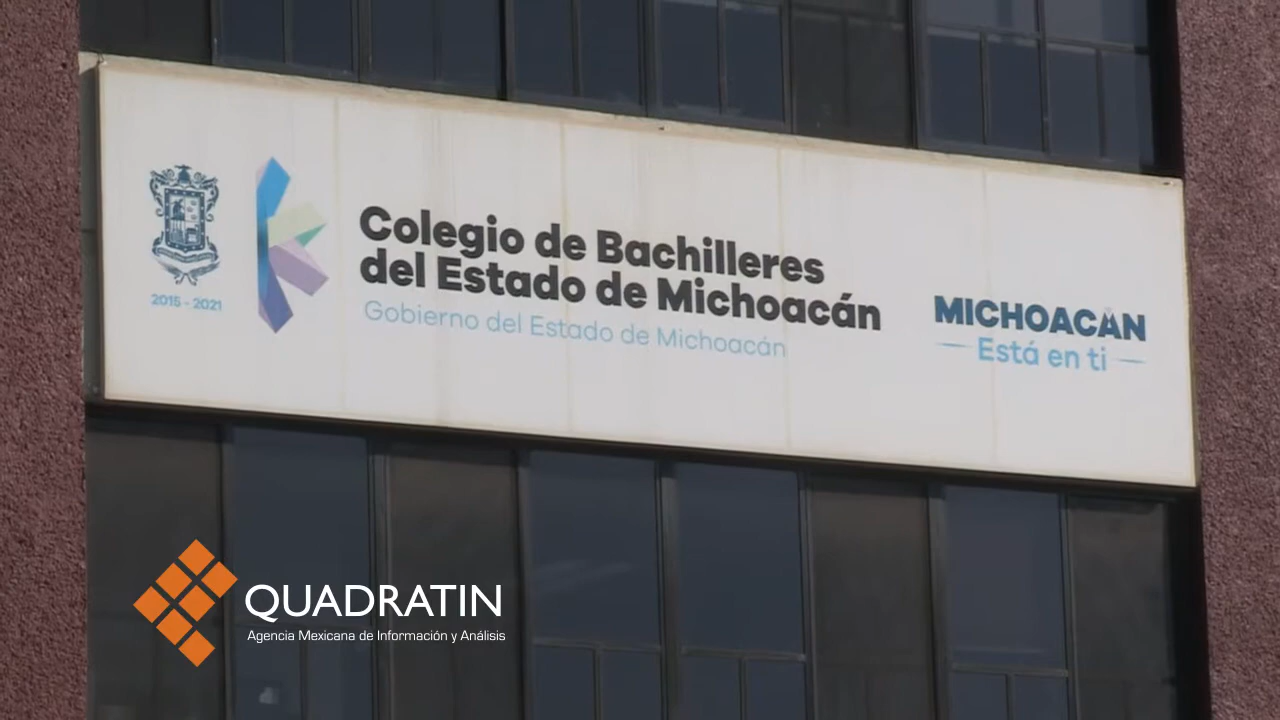 2015 - 2021
Colegio de Bachilleres
del Estado de Michoacán
Gobierno del Estado de Michoacán
MICHOACÁN
Está en ti
QUADRATIN
Agencia Mexicana de Información y Análisis